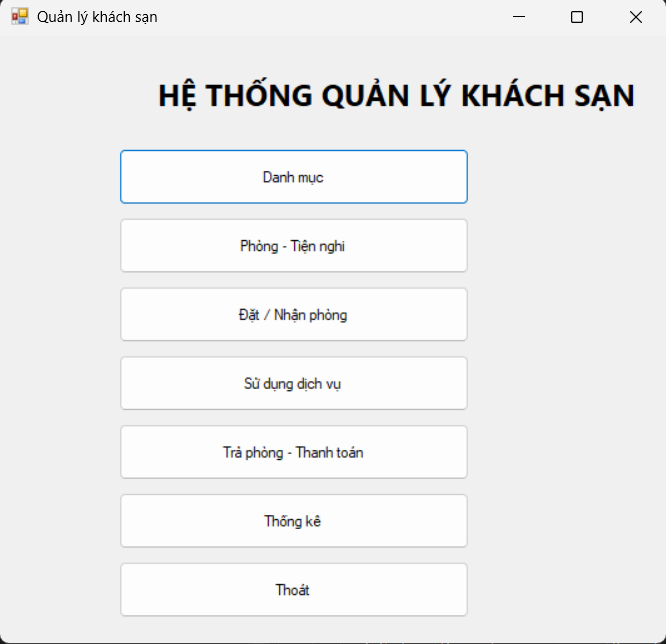 Quản lý khách sạn
HỆ THỐNG QUẢN LÝ KHÁCH SẠN
Danh mục
Phòng - Tiện nghi
Đặt / Nhận phòng
Sử dụng dịch vụ
Trả phòng - Thanh toán
Thống kê
Thoát